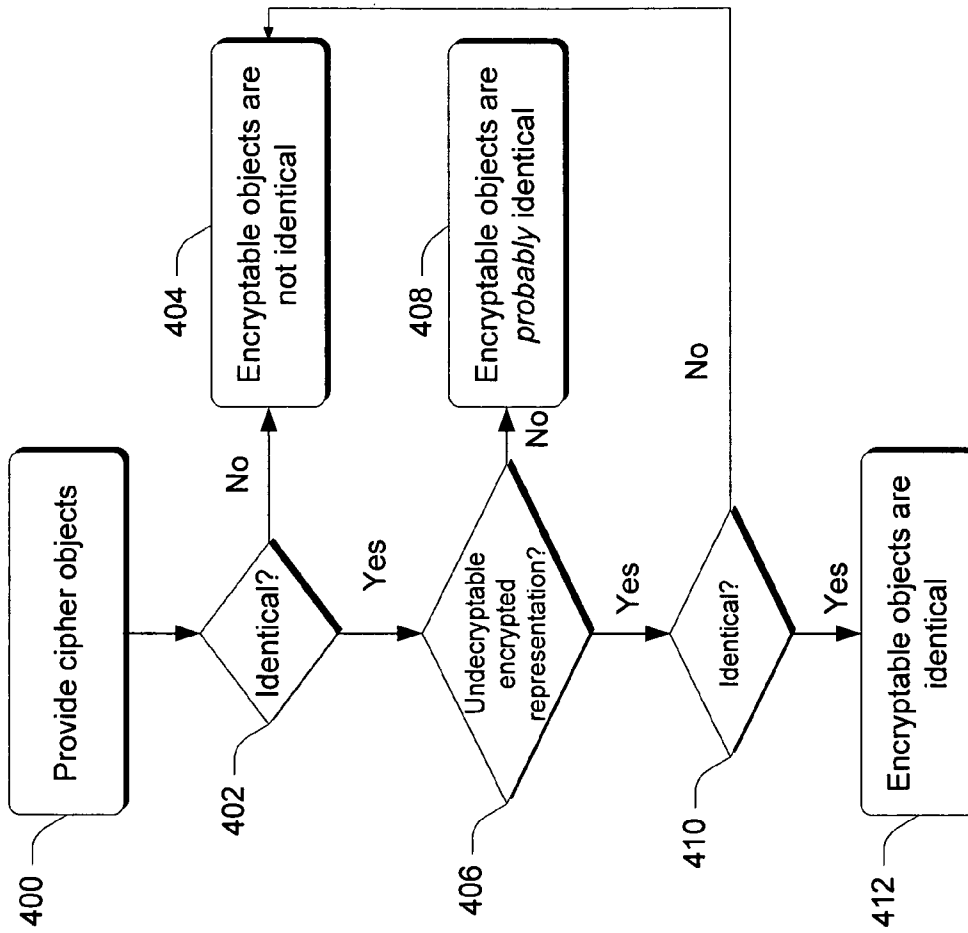 400
Provide cipher objects
402
Identical?
No
404
Encryptable objects are
not identical
Yes
406
Undecryptable
encrypted
representation?
No
408
Encryptable objects are
probably identical
Yes
410
Identical?
No
Yes
412
Encryptable objects are
identical